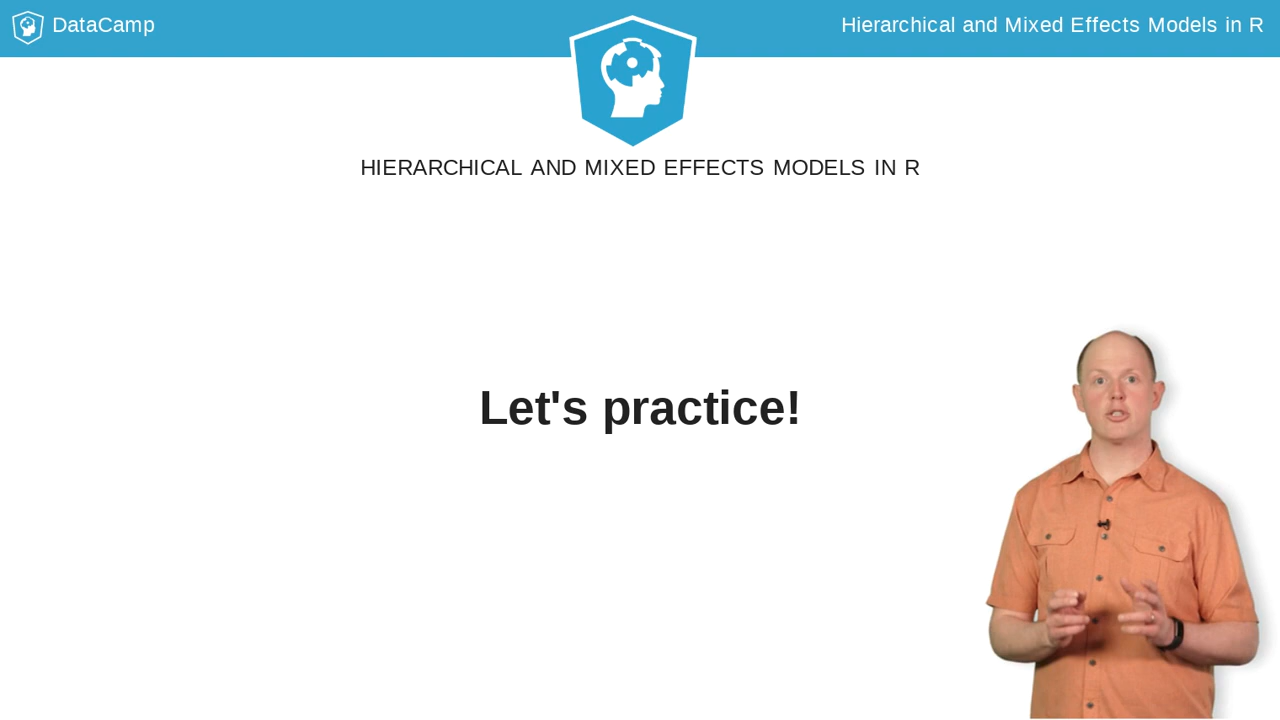 DataCamp
Hierarchical and Mixed Effects Models in R
HIERARCHICAL AND MIXED EFFECTS MODELS IN R
Let's practice!